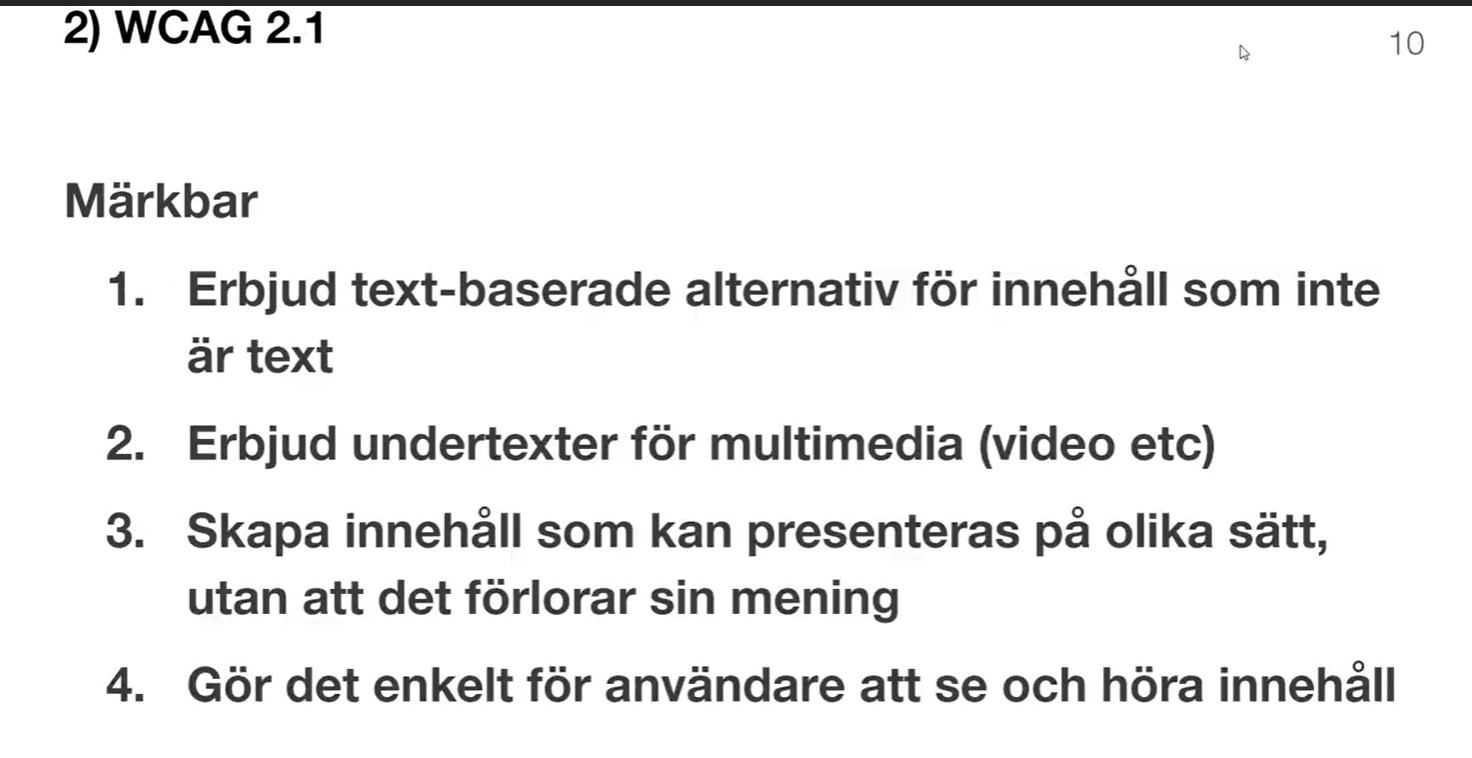 2) WCAG 2.1
10
Märkbar
1. Erbjud text-baserade alternativ för innehåll som inte
är text
2. Erbjud undertexter för multimedia (video etc)
3. Skapa innehåll som kan presenteras på olika sätt,
utan att det förlorar sin mening
4. Gör det enkelt för användare att se och höra innehåll